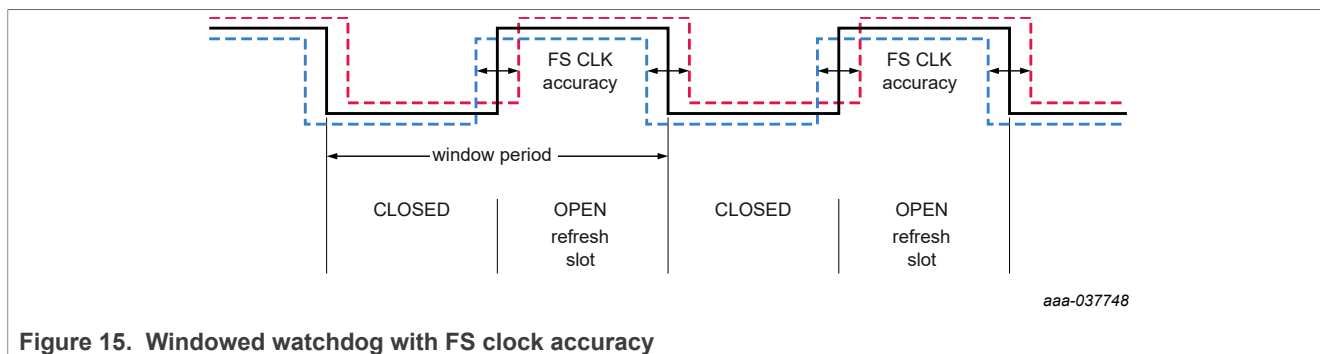 FS CLK
accuracy
FS CLK
accuracy
window period
CLOSED
OPEN
refresh
slot
CLOSED
OPEN
refresh
slot
aaa-037748
Figure 15. Windowed watchdog with FS clock accuracy